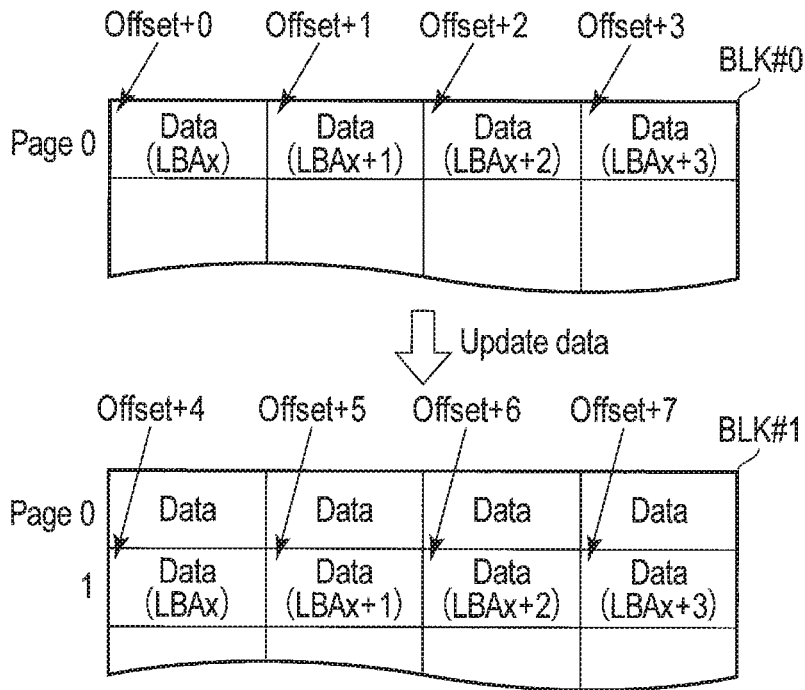 Offset+0 Offset+1 Offset+2 Offset+3
BLK#0
Page 0
Data Data Data Data
(LBAx) (LBAx+1) (LBAx+2) (LBAx+3)
Update data
Offset+4 Offset+5 Offset+6 Offset+7
BLK#1
Page 0 Data Data Data Data
1
Data Data Data Data
(LBAx) (LBAx+1) (LBAx+2) (LBAx+3)